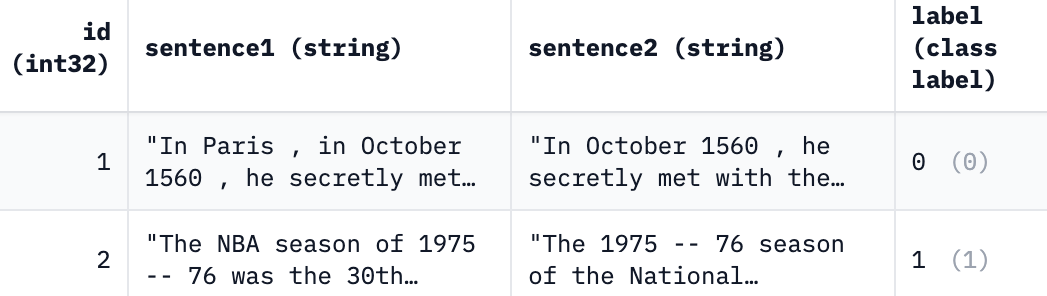 id (int32) sentence1 (string) sentence2 (string) label (class label)
1 "In Paris , in October 1560 , he secretly met… "In October 1560 , he secretly met with the… 0 (0)
2 "The NBA season of 1975 -- 76 was the 30th… "The 1975 -- 76 season of the National… 1 (1)